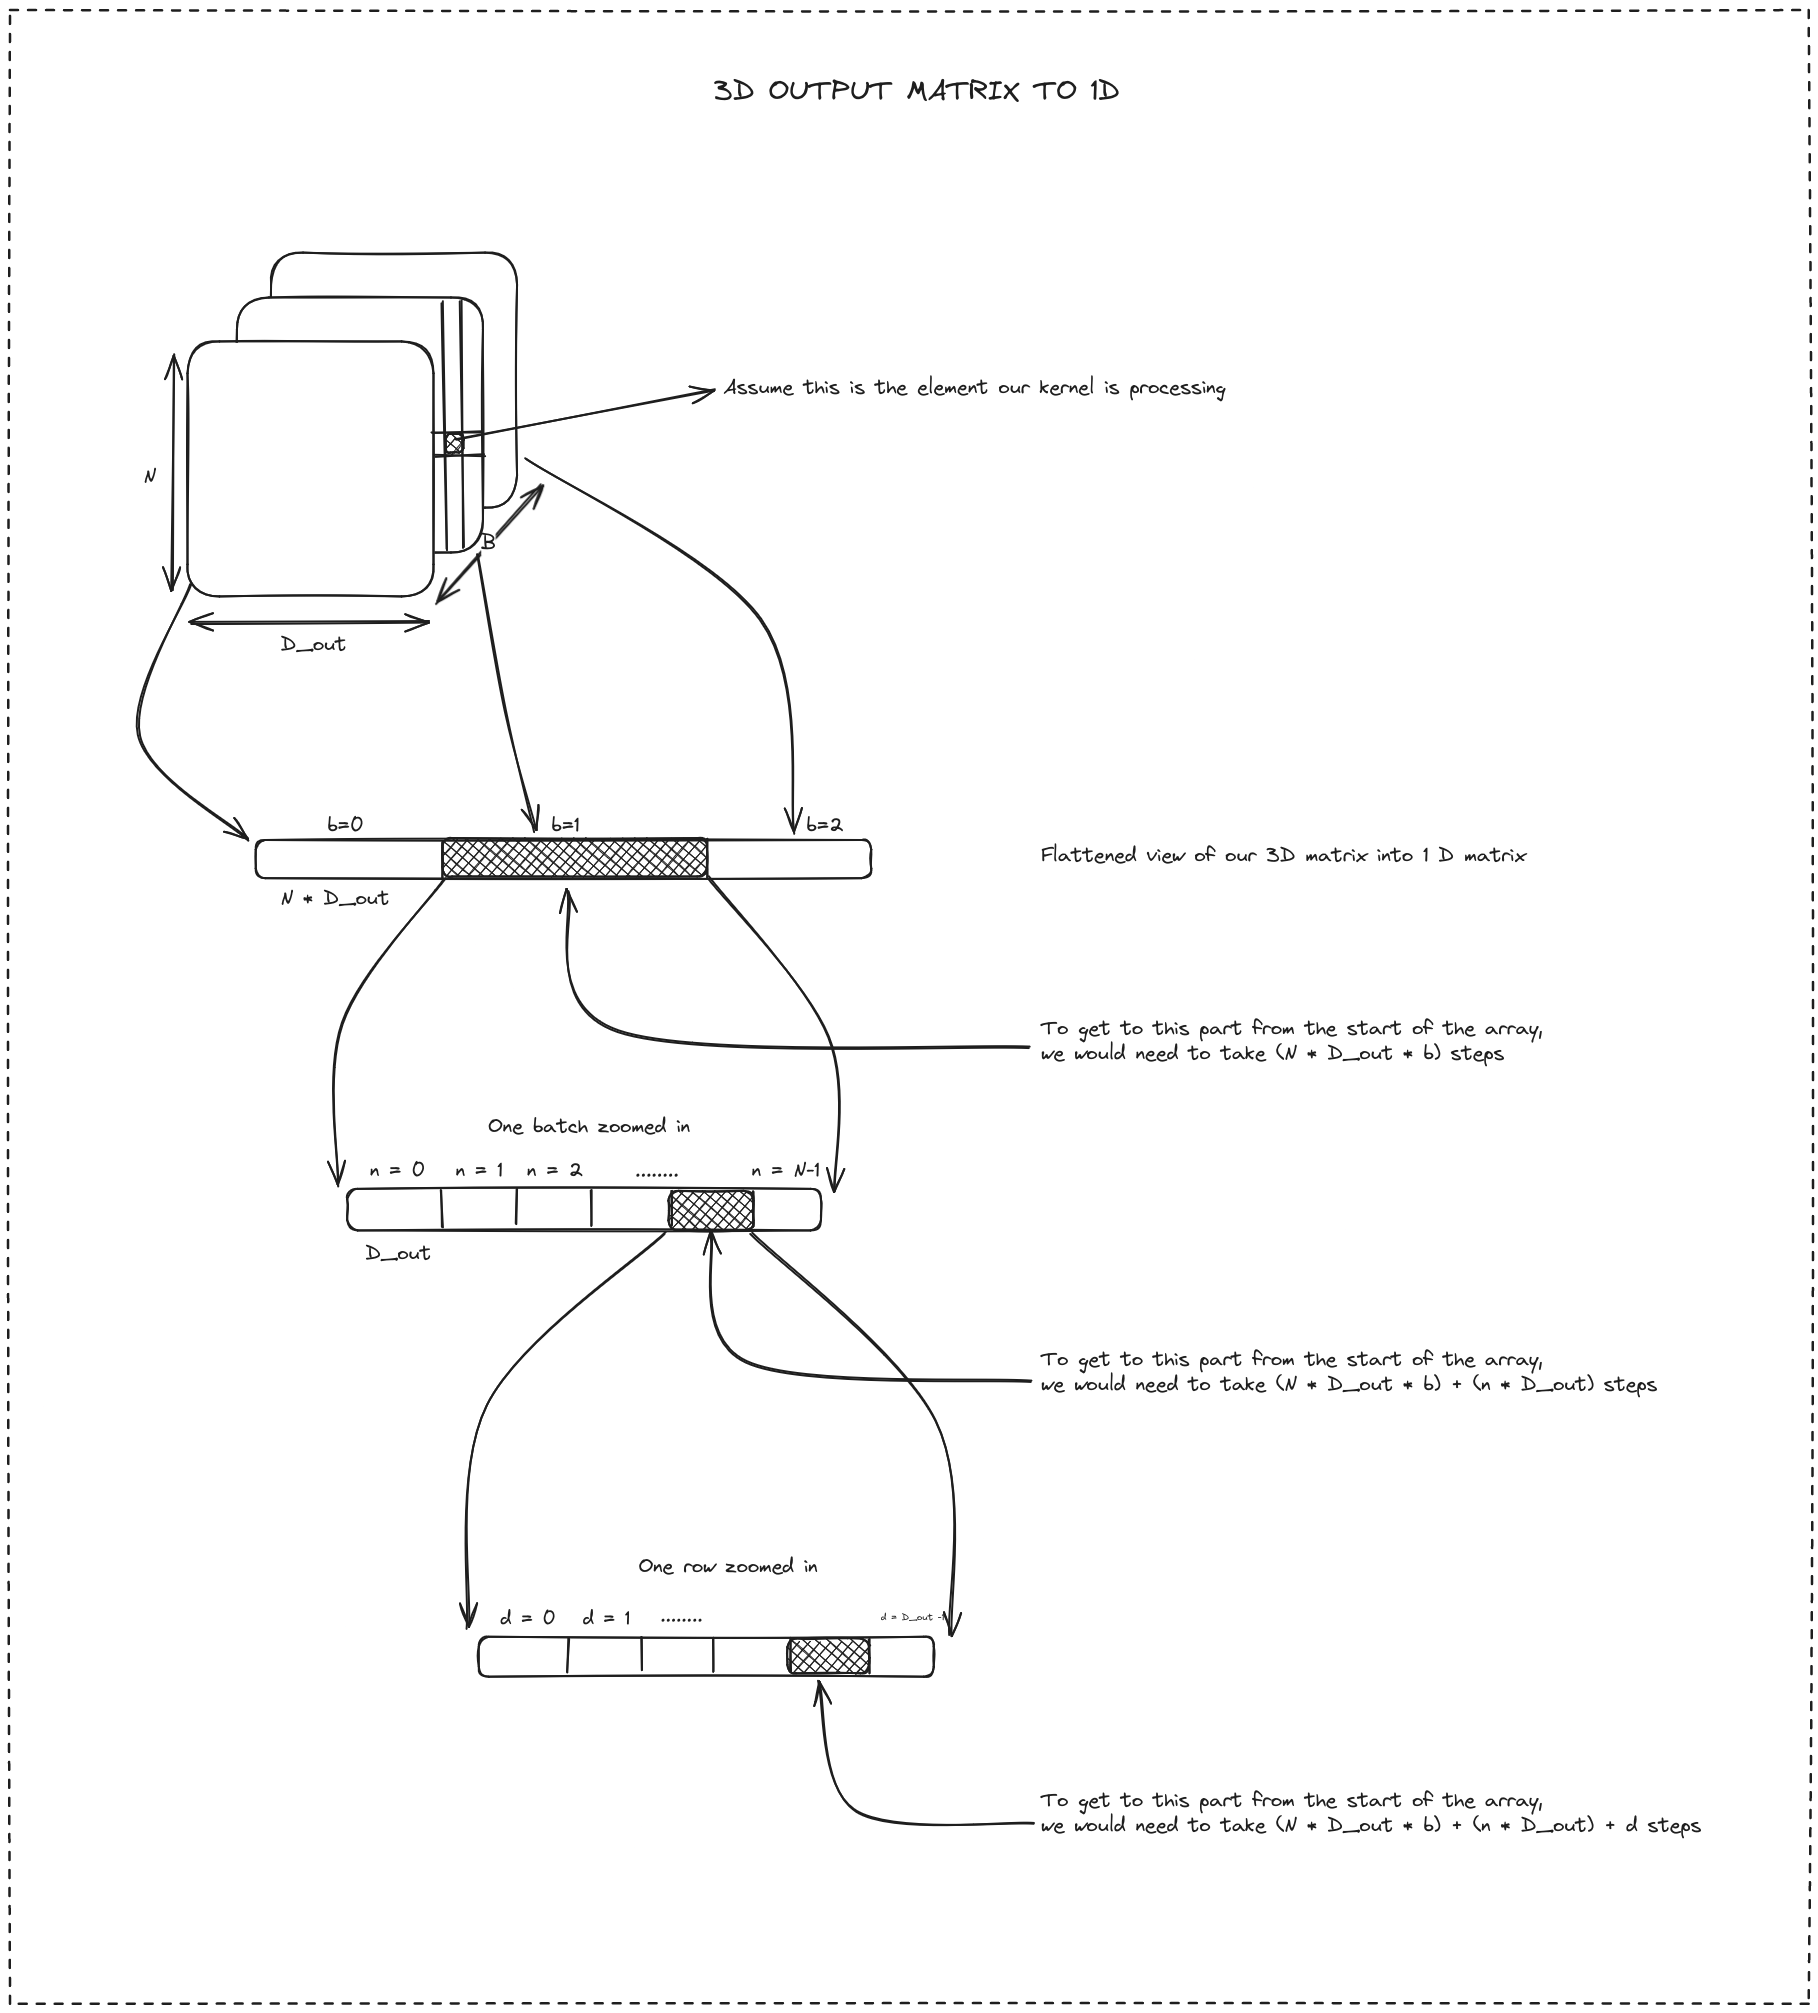 3D OUTPUT MATRIX TO 1D
Assume this is the element our kernel is processing
N
B
D_out
b=0
b=1
b=2
Flattened view of our 3D matrix into 1 D matrix
N * D_out
To get to this part from the start of the array,
we would need to take (N * D_out * b) steps
One batch zoomed in
n = 0
n = 1
n = 2
........
n = N-1
D_out
To get to this part from the start of the array,
we would need to take (N * D_out * b) + (n * D_out) steps
One row zoomed in
d = 0
d = 1
........
d = D_out -1
To get to this part from the start of the array,
we would need to take (N * D_out * b) + (n * D_out) + d steps